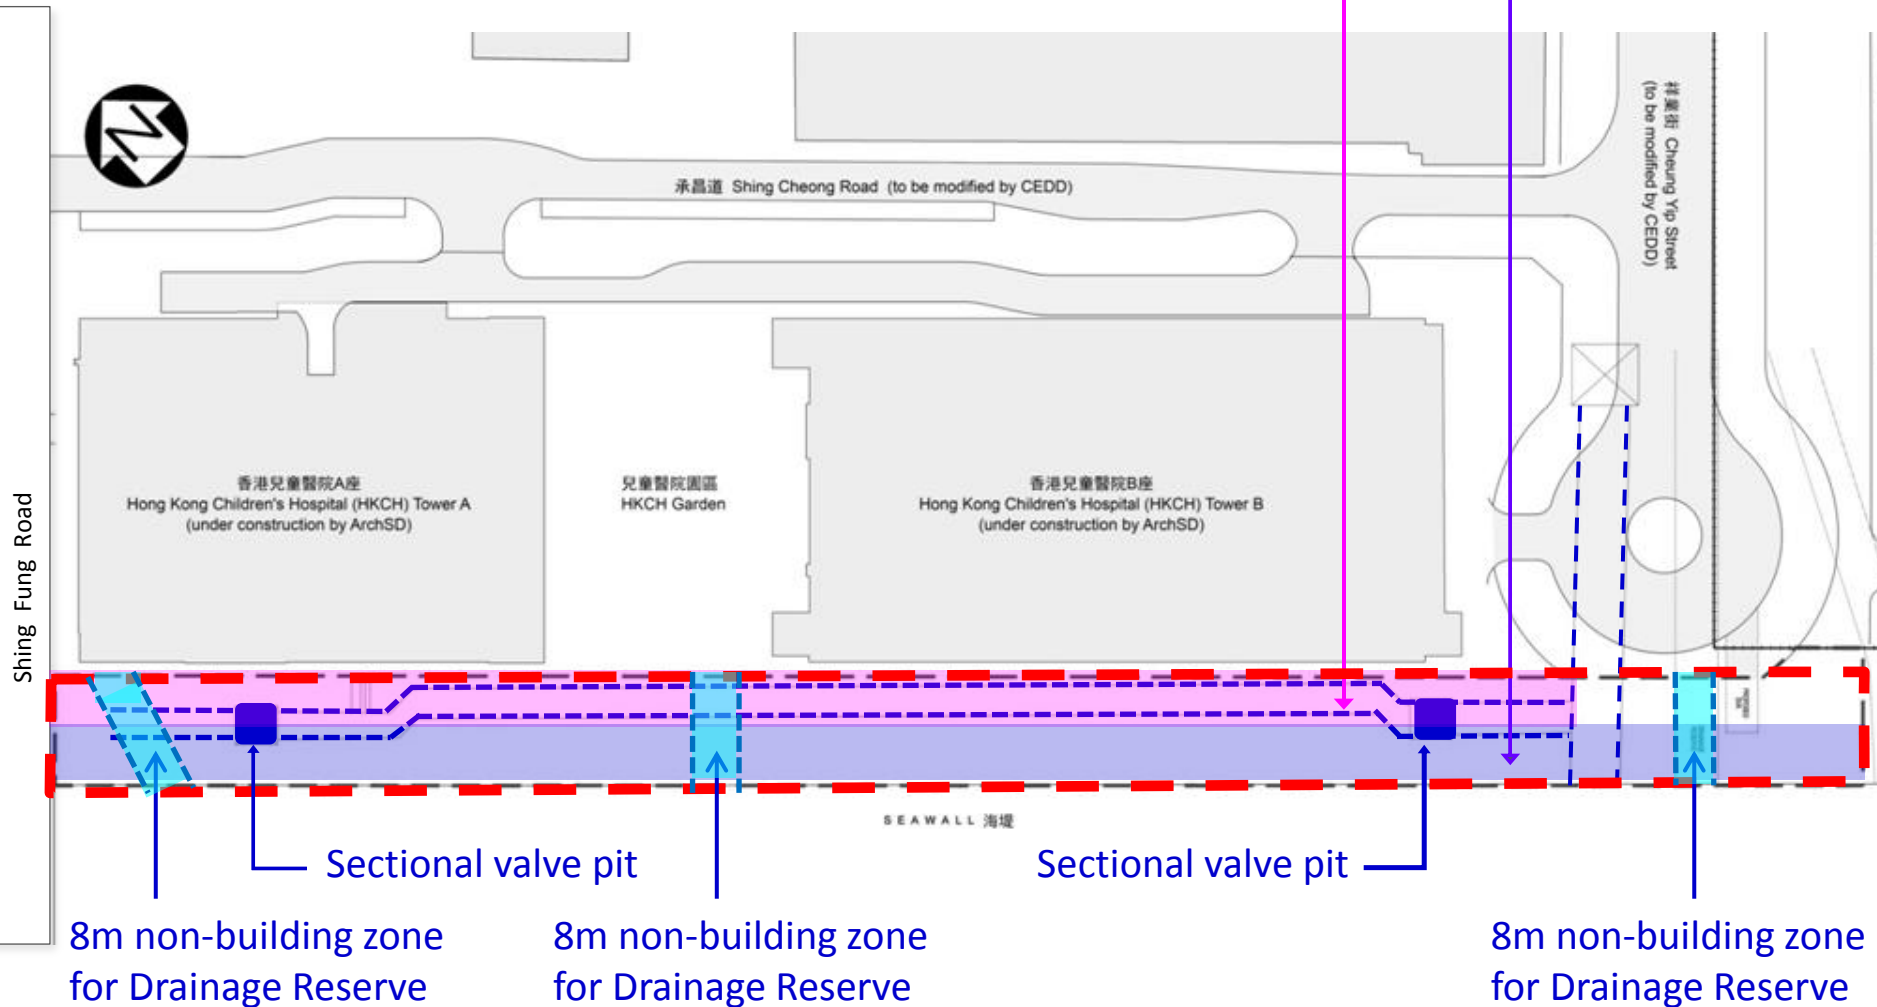 承昌道 Shing Cheong Road (to be modified by CEDD)
祥業街 Cheung Yip Street
(to be modified by CEDD)
香港兒童醫院A座
Hong Kong Children's Hospital (HKCH) Tower A
(under construction by ArchSD)
兒童醫院園區
HKCH Garden
香港兒童醫院B座
Hong Kong Children's Hospital (HKCH) Tower B
(under construction by ArchSD)
Shing Fung Road
SEAWALL 海堤
Sectional valve pit
Sectional valve pit
8m non-building zone
for Drainage Reserve
8m non-building zone
for Drainage Reserve
8m non-building zone
for Drainage Reserve